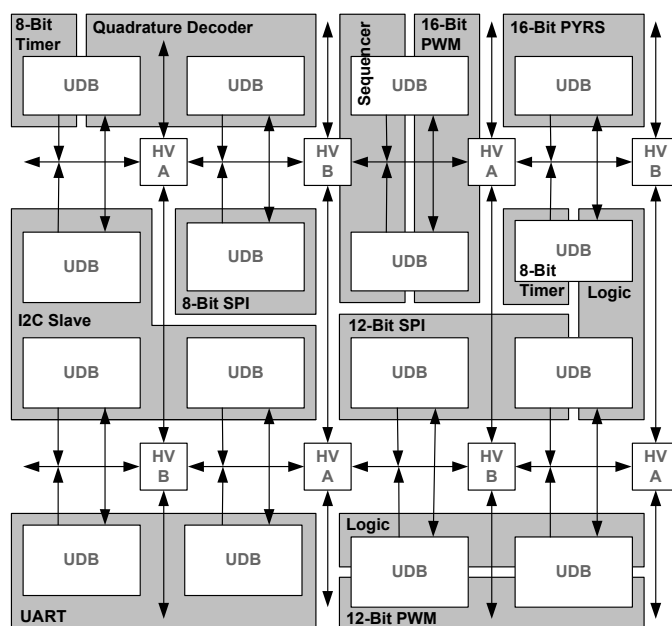 8-Bit
Timer
Quadrature Decoder
Sequencer
16-Bit
PWM
16-Bit PYRS
UDB
UDB
UDB
UDB
HV
A
HV
B
HV
A
HV
B
UDB
UDB
UDB
UDB
8-Bit
Timer
Logic
8-Bit SPI
I2C Slave
12-Bit SPI
UDB
UDB
UDB
UDB
HV
B
HV
A
HV
B
HV
A
Logic
UDB
UDB
UDB
UDB
UART
12-Bit PWM